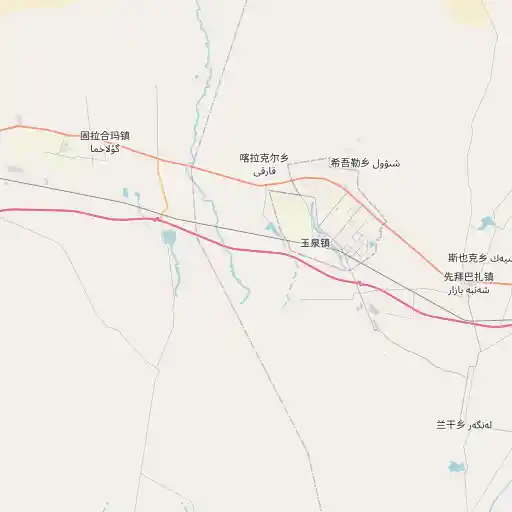 固拉合玛镇
گۇلاخما
喀拉克尔乡
قارقى
希吾勒乡 شىۋول
玉泉镇
斯也克乡
先拜巴扎镇
شەنبە بازار
兰干乡 لەنگەر